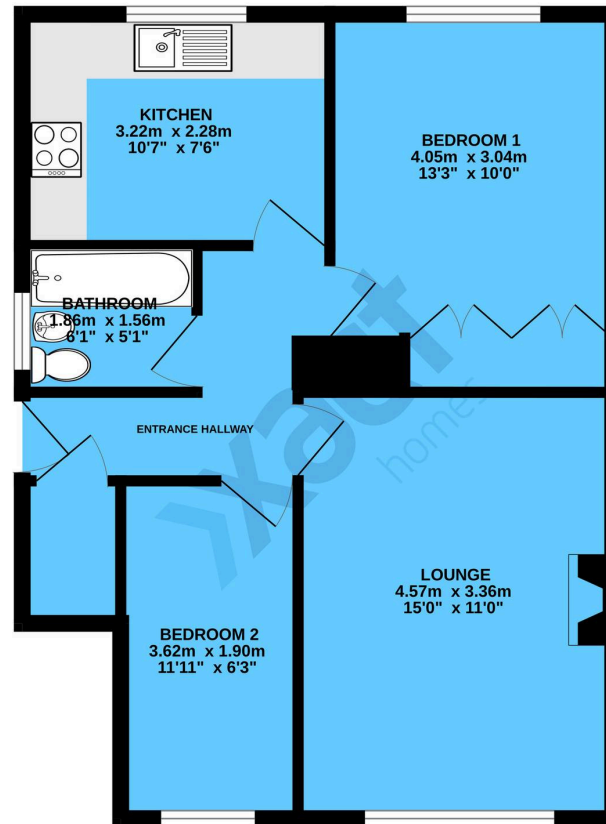 KITCHEN
3.22m x 2.28m
10'7" x 7'6"
BEDROOM 1
4.05m x 3.04m
13'3" x 10'0"
BATHROOM
1.86m x 1.56m
6'1" x 5'1"
ENTRANCE HALLWAY
LOUNGE
4.57m x 3.36m
15'0" x 11'0"
BEDROOM 2
3.62m x 1.90m
11'11" x 6'3"
xact
homes